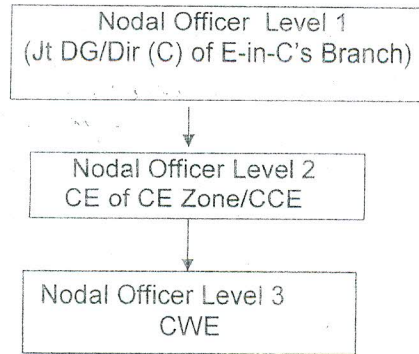 Nodal Officer Level 1
(Jt DG/Dir (C) of E-in-C's Branch)
Nodal Officer Level 2
CE of CE Zone/CCE
Nodal Officer Level 3
CWE